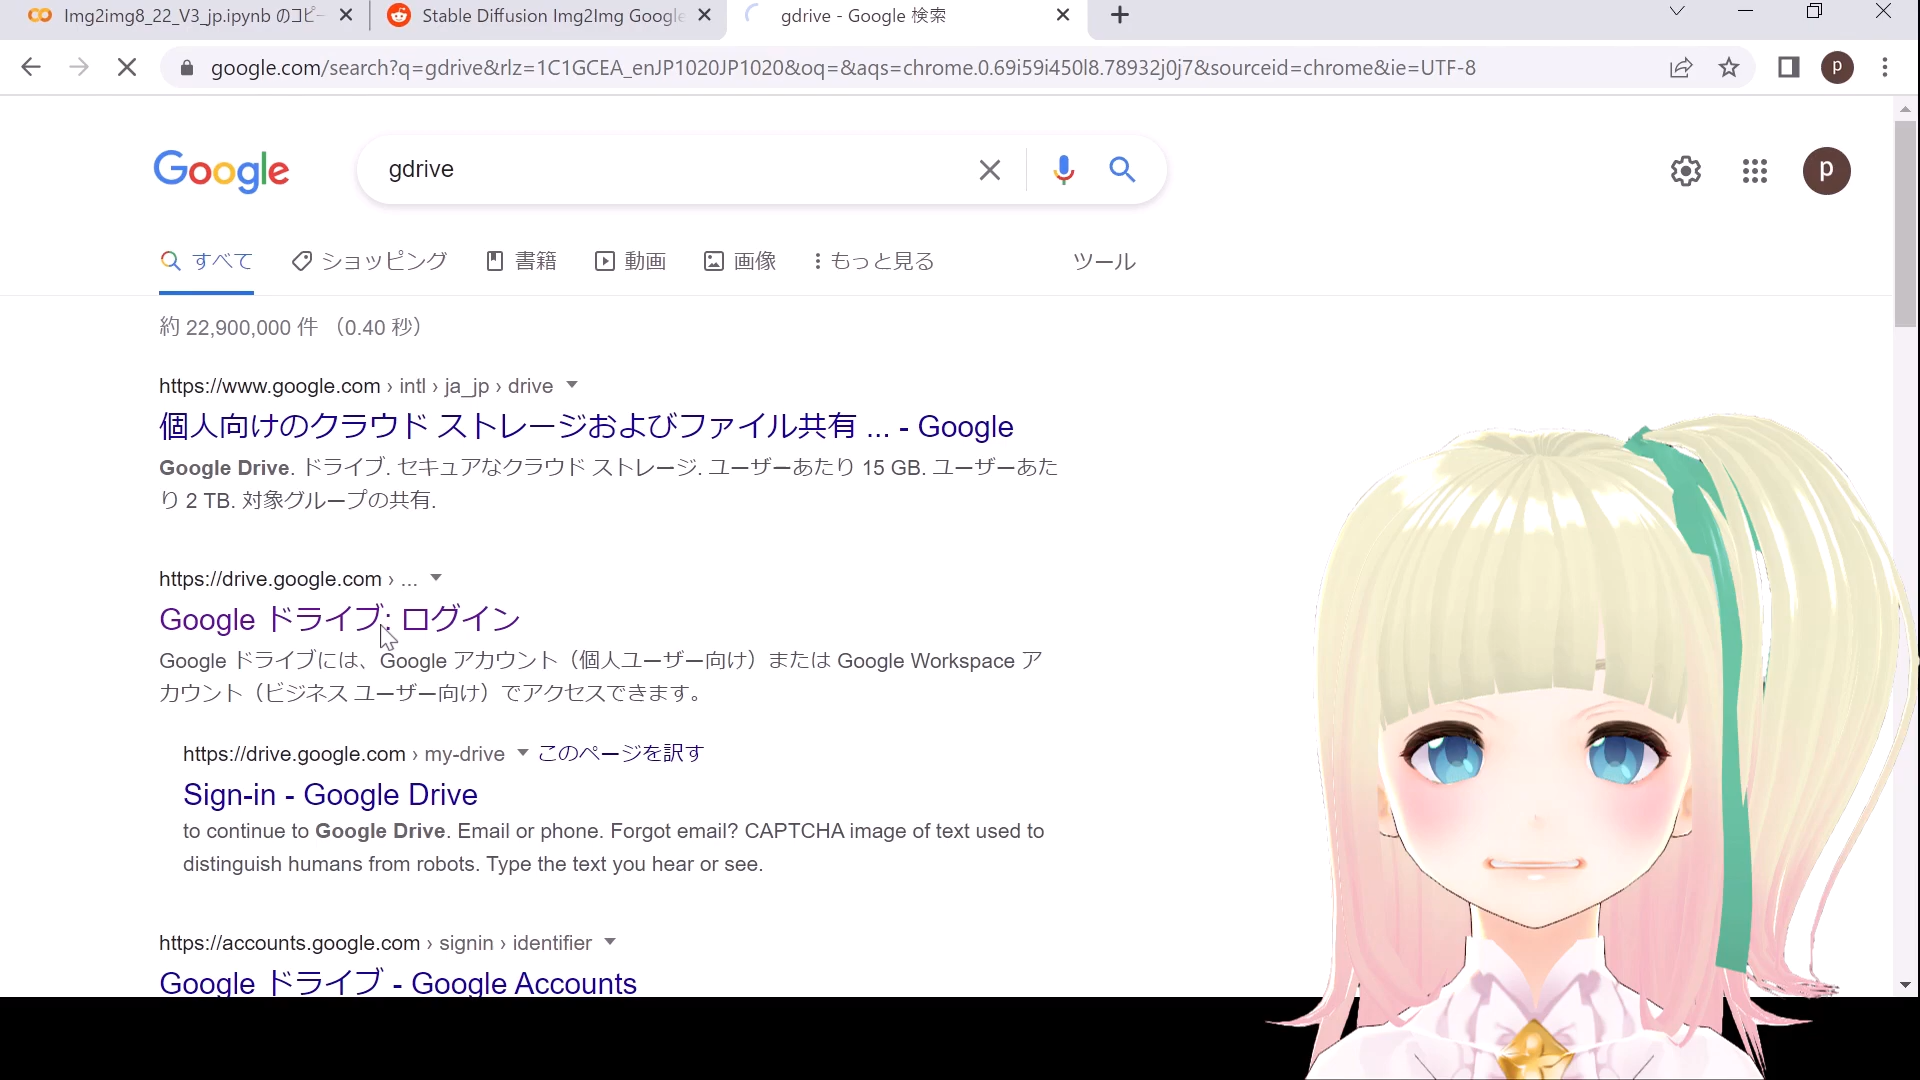 Img2img8_22_V3_jp.ipynb のコピー
Stable Diffusion Img2Img Google
gdrive - Google 検索
google.com/search?q=gdrive&rlz=1C1GCEA_enJP1020JP1020&oq=&aqs=chrome.0.69i59i450l8.78932j0j7&sourceid=chrome&ie=UTF-8
p
Google
gdrive
p
すべて
ショッピング
書籍
動画
画像
もっと見る
ツール
約 22,900,000 件 （0.40 秒）
https://www.google.com › intl › ja_jp › drive
個人向けのクラウド ストレージおよびファイル共有 ... - Google
Google Drive. ドライブ. セキュアなクラウド ストレージ. ユーザーあたり 15 GB. ユーザーあた
り 2 TB. 対象グループの共有.
https://drive.google.com › ...
Google ドライブ: ログイン
Google ドライブには、Google アカウント（個人ユーザー向け）または Google Workspace ア
カウント（ビジネス ユーザー向け）でアクセスできます。
https://drive.google.com › my-drive このページを訳す
Sign-in - Google Drive
to continue to Google Drive. Email or phone. Forgot email? CAPTCHA image of text used to
distinguish humans from robots. Type the text you hear or see.
https://accounts.google.com › signin › identifier
Google ドライブ - Google Accounts